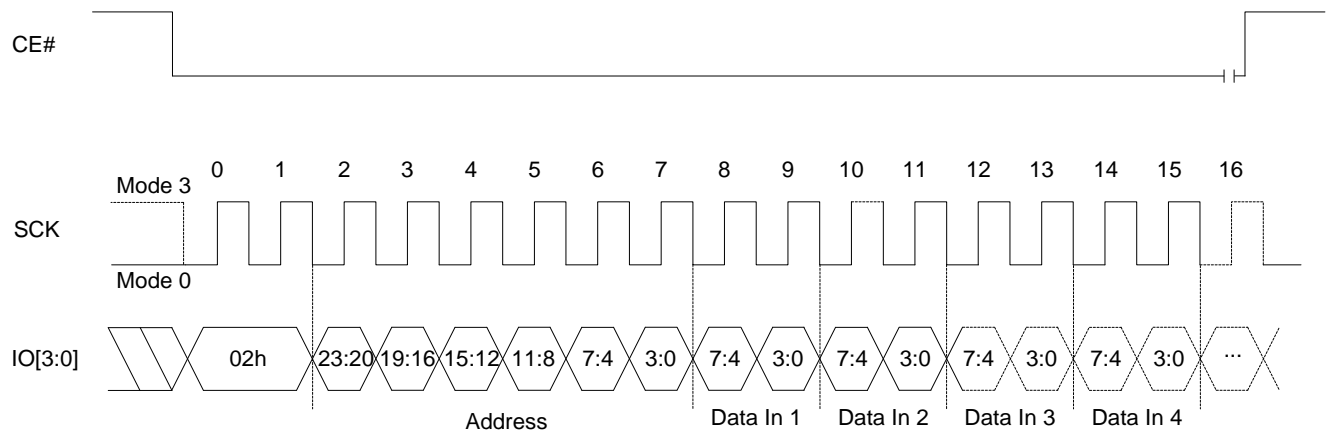 CE#
0 1 2 3 4 5 6 7 8 9 10 11 12 13 14 15 16
Mode 3
SCK
Mode 0
IO[3:0] 02h 23:20 19:16 15:12 11:8 7:4 3:0 7:4 3:0 7:4 3:0 7:4 3:0 7:4 3:0 ...
Address Data In 1 Data In 2 Data In 3 Data In 4